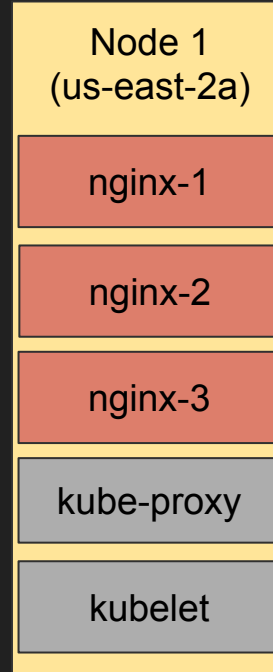 Node 1
(us-east-2a)
nginx-1
nginx-2
nginx-3
kube-proxy
kubelet